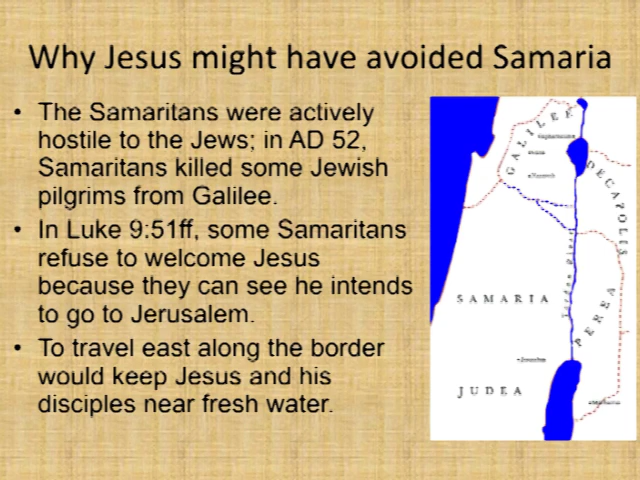 Why Jesus might have avoided Samaria
• The Samaritans were actively
hostile to the Jews; in AD 52,
Samaritans killed some Jewish
pilgrims from Galilee.
• In Luke 9:51ff, some Samaritans
refuse to welcome Jesus
because they can see he intends
to go to Jerusalem.
• To travel east along the border
would keep Jesus and his
disciples near fresh water.
GALILEE
DECAPOLIS
Jordan River
SAMARIA
PEREA
JUDEA